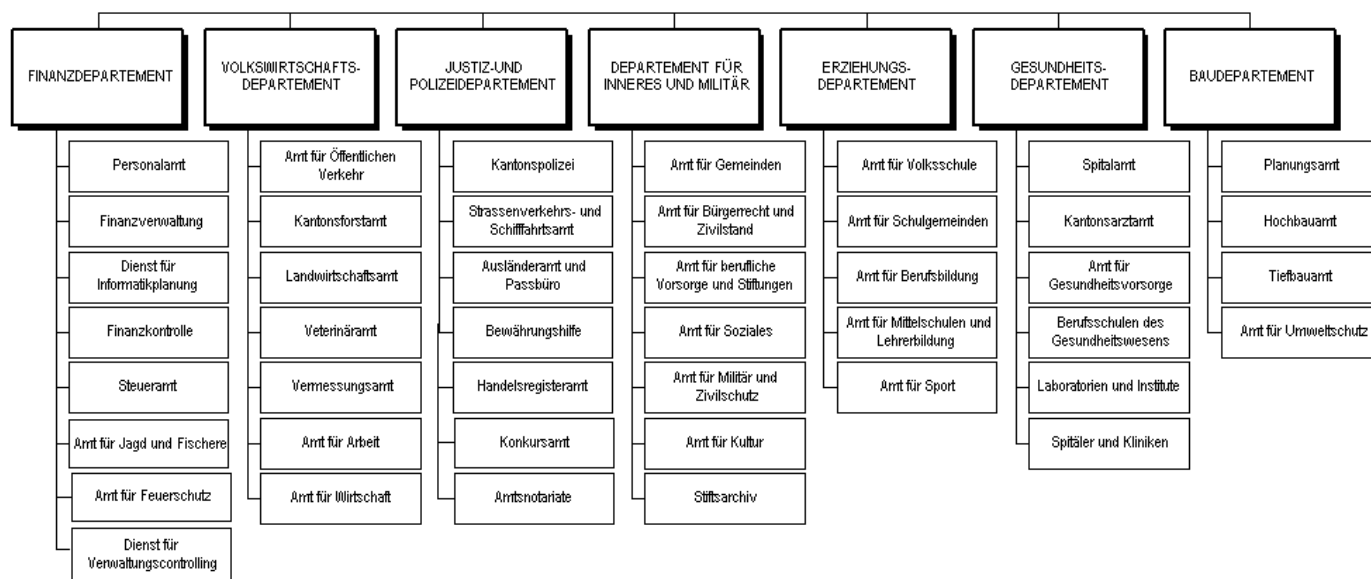 FINANZDEPARTEMENT
VOLKSWIRTSCHAFTS-
DEPARTEMENT
JUSTIZ-UND
POLIZEIDEPARTEMENT
DEPARTEMENT FÜR
INNERES UND MILITÄR
ERZIEHUNGS-
DEPARTEMENT
GESUNDHEITS-
DEPARTEMENT
BAUDEPARTEMENT
Personalamt
Finanzverwaltung
Dienst für
Informatikplanung
Finanzkontrolle
Steueramt
Amt für Jagd und Fischere
Amt für Feuerschutz
Dienst für
Verwaltungscontrolling
Amt für Öffentlichen
Verkehr
Kantonsforstamt
Landwirtschaftsamt
Veterinäramt
Vermessungsamt
Amt für Arbeit
Amt für Wirtschaft
Kantonspolizei
Strassenverkehrs- und
Schifffahrtsamt
Ausländeramt und
Passbüro
Bewährungshilfe
Handelsregisteramt
Konkursamt
Amtsnotariate
Amt für Gemeinden
Amt für Bürgerrecht und
Zivilstand
Amt für berufliche
Vorsorge und Stiftungen
Amt für Soziales
Amt für Militär und
Zivilschutz
Amt für Kultur
Stiftsarchiv
Amt für Volksschule
Amt für Schulgemeinden
Amt für Berufsbildung
Amt für Mittelschulen und
Lehrerbildung
Amt für Sport
Spitalamt
Kantonsarztamt
Amt für
Gesundheitsvorsorge
Berufsschulen des
Gesundheitswesens
Laboratorien und Institute
Spitäler und Kliniken
Planungsamt
Hochbauamt
Tiefbauamt
Amt für Umweltschutz